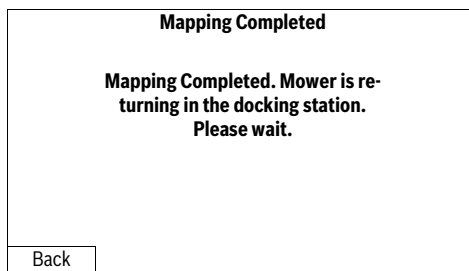 Mapping Completed
Mapping Completed. Mower is re-
turning in the docking station.
Please wait.
Back